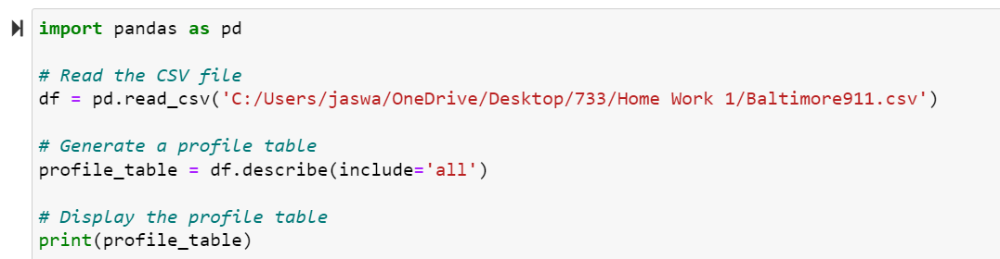 import pandas as pd
# Read the CSV file
df = pd.read_csv('C:/Users/jaswa/OneDrive/Desktop/733/Home Work 1/Baltimore911.csv')
# Generate a profile table
profile_table = df.describe(include='all')
# Display the profile table
print(profile_table)